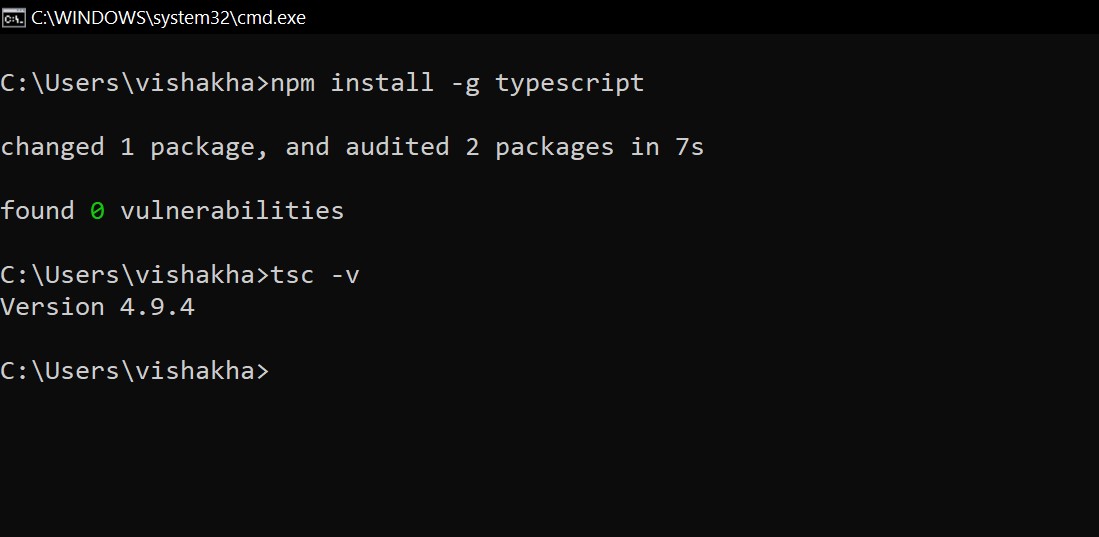 C:\WINDOWS\system32\cmd.exe
C:\Users\vishakha>npm install -g typescript
changed 1 package, and audited 2 packages in 7s
found 0 vulnerabilities
C:\Users\vishakha>tsc -v
Version 4.9.4
C:\Users\vishakha>